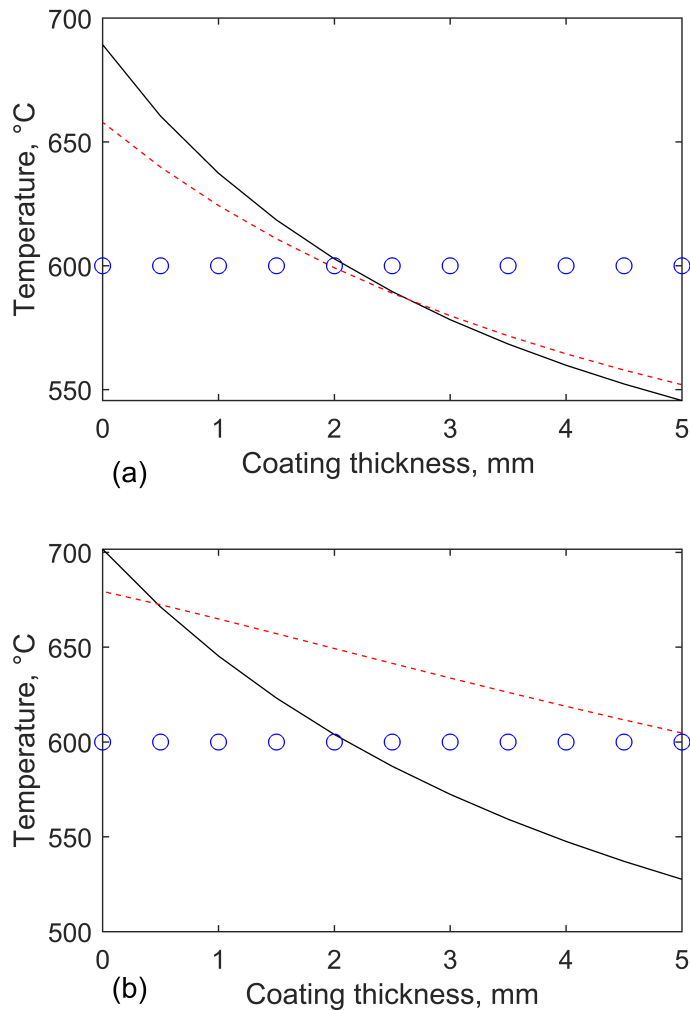 700
650
600
550
Temperature, °C
0 1 2 3 4 5
Coating thickness, mm
(a)
700
650
600
550
500
Temperature, °C
0 1 2 3 4 5
Coating thickness, mm
(b)